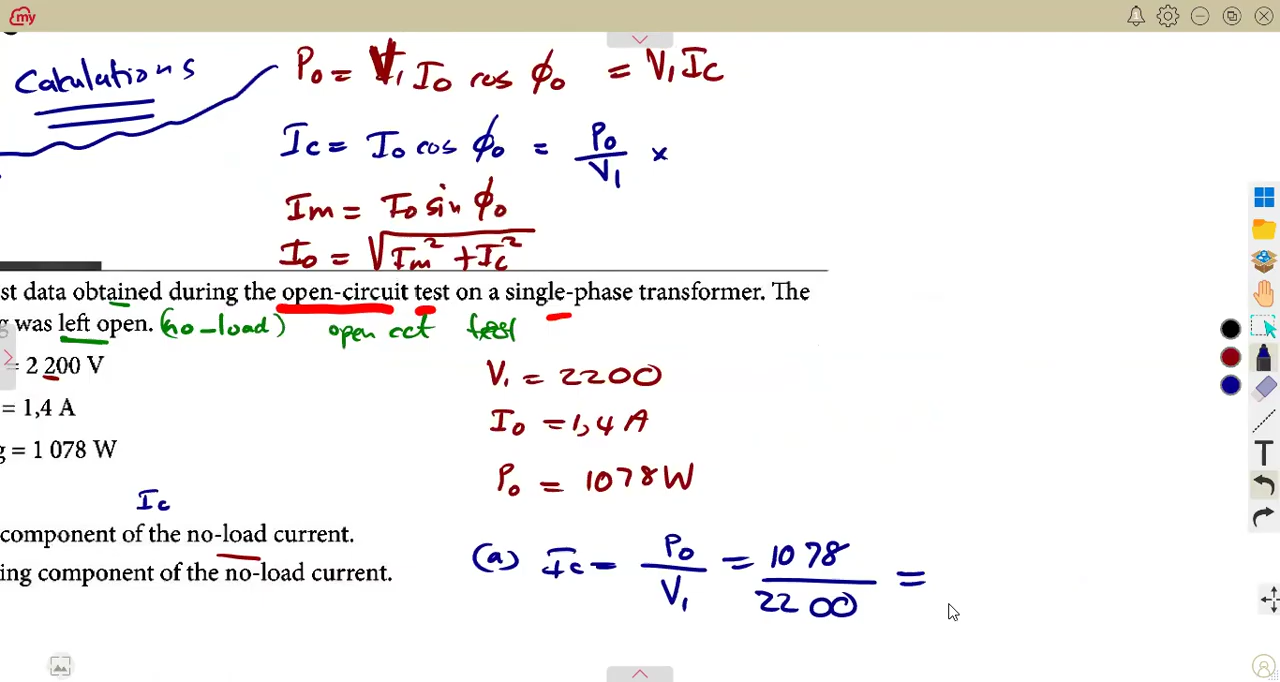 my
Calculations
P₀ = V₁ I₀ cos ϕ₀ = V₁Ic
Ic = I₀ cos ϕ₀ = P₀/V₁ ×
Im = I₀ sin ϕ₀
I₀ = √(Im² + Ic²)
st data obtained during the open-circuit test on a single-phase transformer. The
g was left open. (no_load) open cct test
= 2 200 V
V₁ = 2200
= 1,4 A
I₀ = 1,4 A
g = 1 078 W
P₀ = 1078W
Ic
component of the no-load current.
(a) Ic = P₀/V₁ = 1078/2200 =
ing component of the no-load current.
T